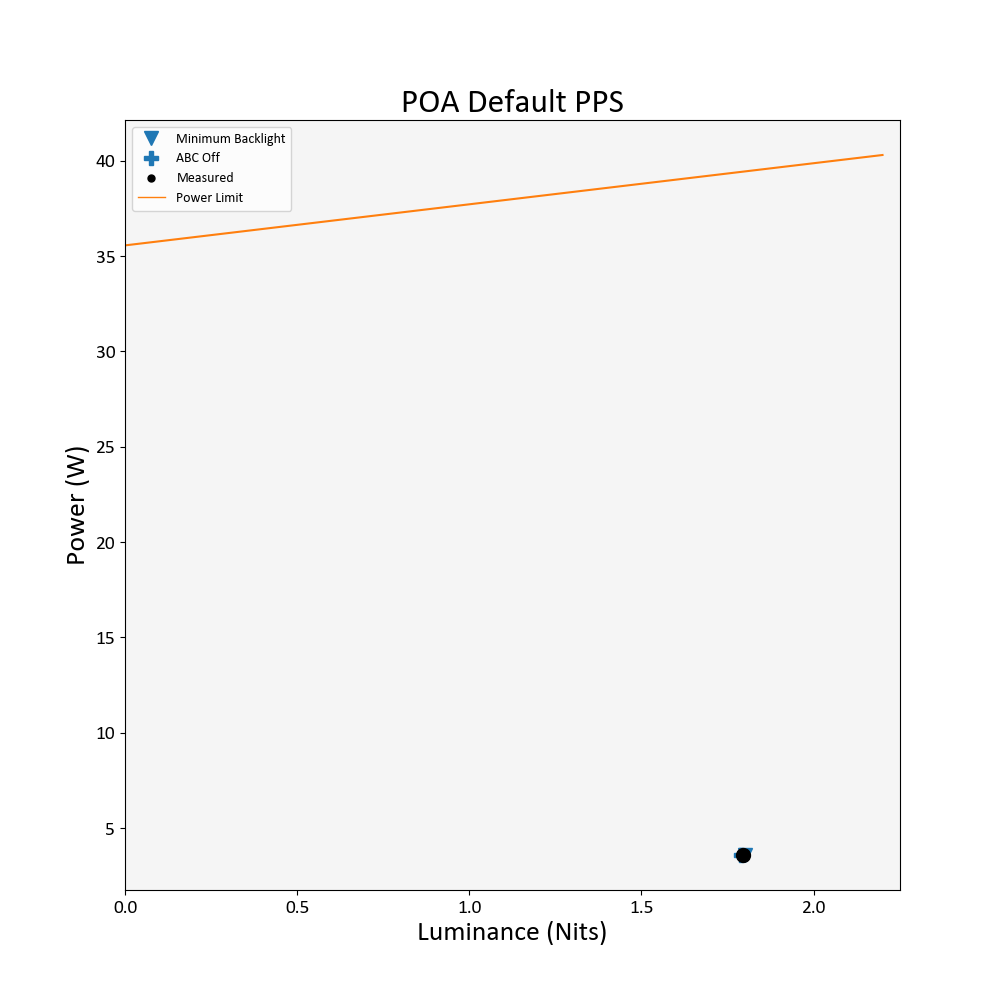 POA Default PPS
Minimum Backlight
ABC Off
Measured
Power Limit
40
35
30
25
20
15
10
5
Power (W)
0.0 0.5 1.0 1.5 2.0
Luminance (Nits)